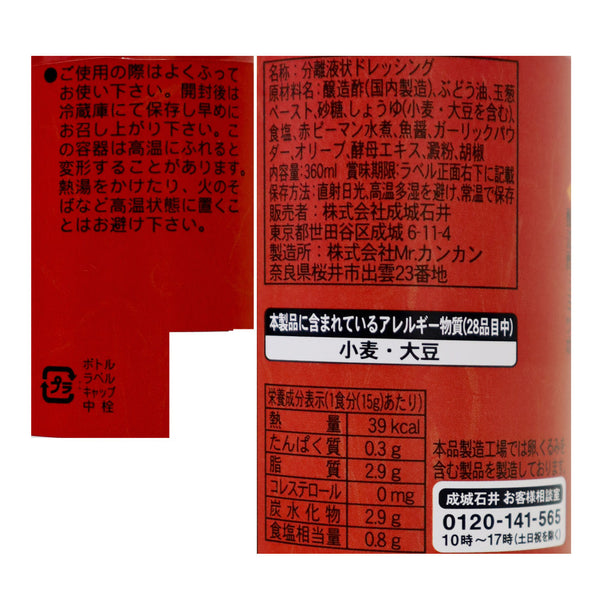 ●ご使用の際はよくふって
お使い下さい。開封後は
冷蔵庫にて保存し早めに
お召し上がり下さい。こ
の容器は高温にふれると
変形することがあります。
熱湯をかけたり、火のそ
ばなど高温状態に置くこ
とはお避け下さい。
プラ
ボトル
ラベル
キャップ
中栓
名称:分離液状ドレッシング
原材料名:醸造酢(国内製造)、ぶどう油、玉葱
ペースト、砂糖、しょうゆ(小麦・大豆を含む)、
食塩、赤ピーマン水煮、魚醤、ガーリックパウ
ダー、オリーブ、酵母エキス、澱粉、胡椒
内容量:360ml 賞味期限:ラベル正面右下に記載
保存方法:直射日光、高温多湿を避け、常温で保存
販売者:株式会社成城石井
東京都世田谷区成城6-11-4
製造所:株式会社Mr.カンカン
奈良県桜井市出雲23番地
本製品に含まれているアレルギー物質(28品目中)
小麦・大豆
栄養成分表示(1食分(15g)あたり)
熱量 39kcal
たんぱく質 0.3g
脂質 2.9g
コレステロール 0mg
炭水化物 2.9g
食塩相当量 0.8g
本品製造工場では卵、くるみを
含む製品を製造しております
成城石井 お客様相談室
0120-141-565
10時〜17時(土日祝を除く)